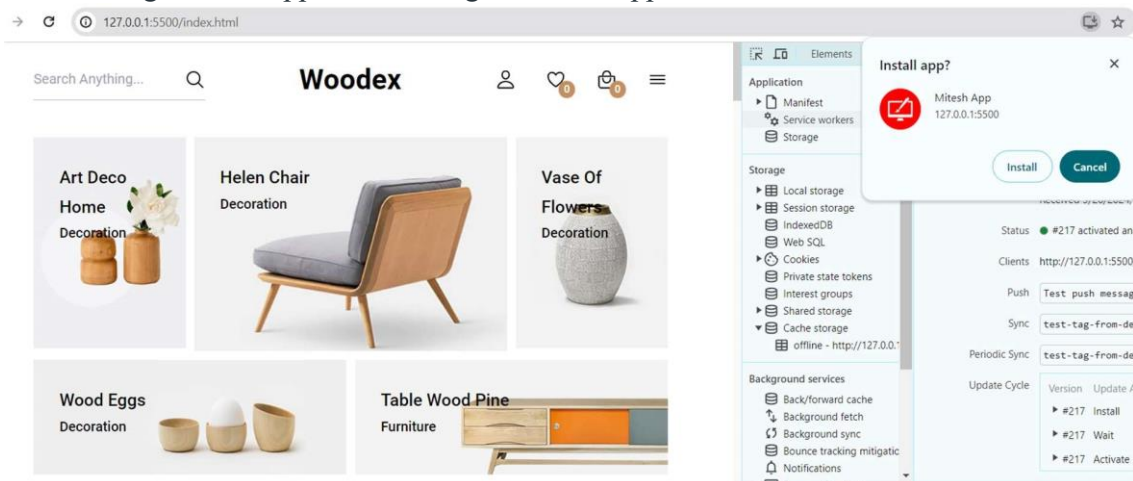 127.0.0.1:5500/index.html
Search Anything...
Woodex
0
0
Art Deco
Home
Decoration
Helen Chair
Decoration
Vase Of
Flowers
Decoration
Wood Eggs
Decoration
Table Wood Pine
Furniture
Elements
Application
Manifest
Service workers
Storage
Storage
Local storage
Session storage
IndexedDB
Web SQL
Cookies
Private state tokens
Interest groups
Shared storage
Cache storage
offline - http://127.0.0.1
Background services
Back/forward cache
Background fetch
Background sync
Bounce tracking mitigatic
Notifications
Install app?
Mitesh App
127.0.0.1:5500
Install
Cancel
Status #217 activated an
Clients http://127.0.0.1:5500
Push Test push messag
Sync test-tag-from-de
Periodic Sync test-tag-from-de
Update Cycle
Version Update A
#217 Install
#217 Wait
#217 Activate